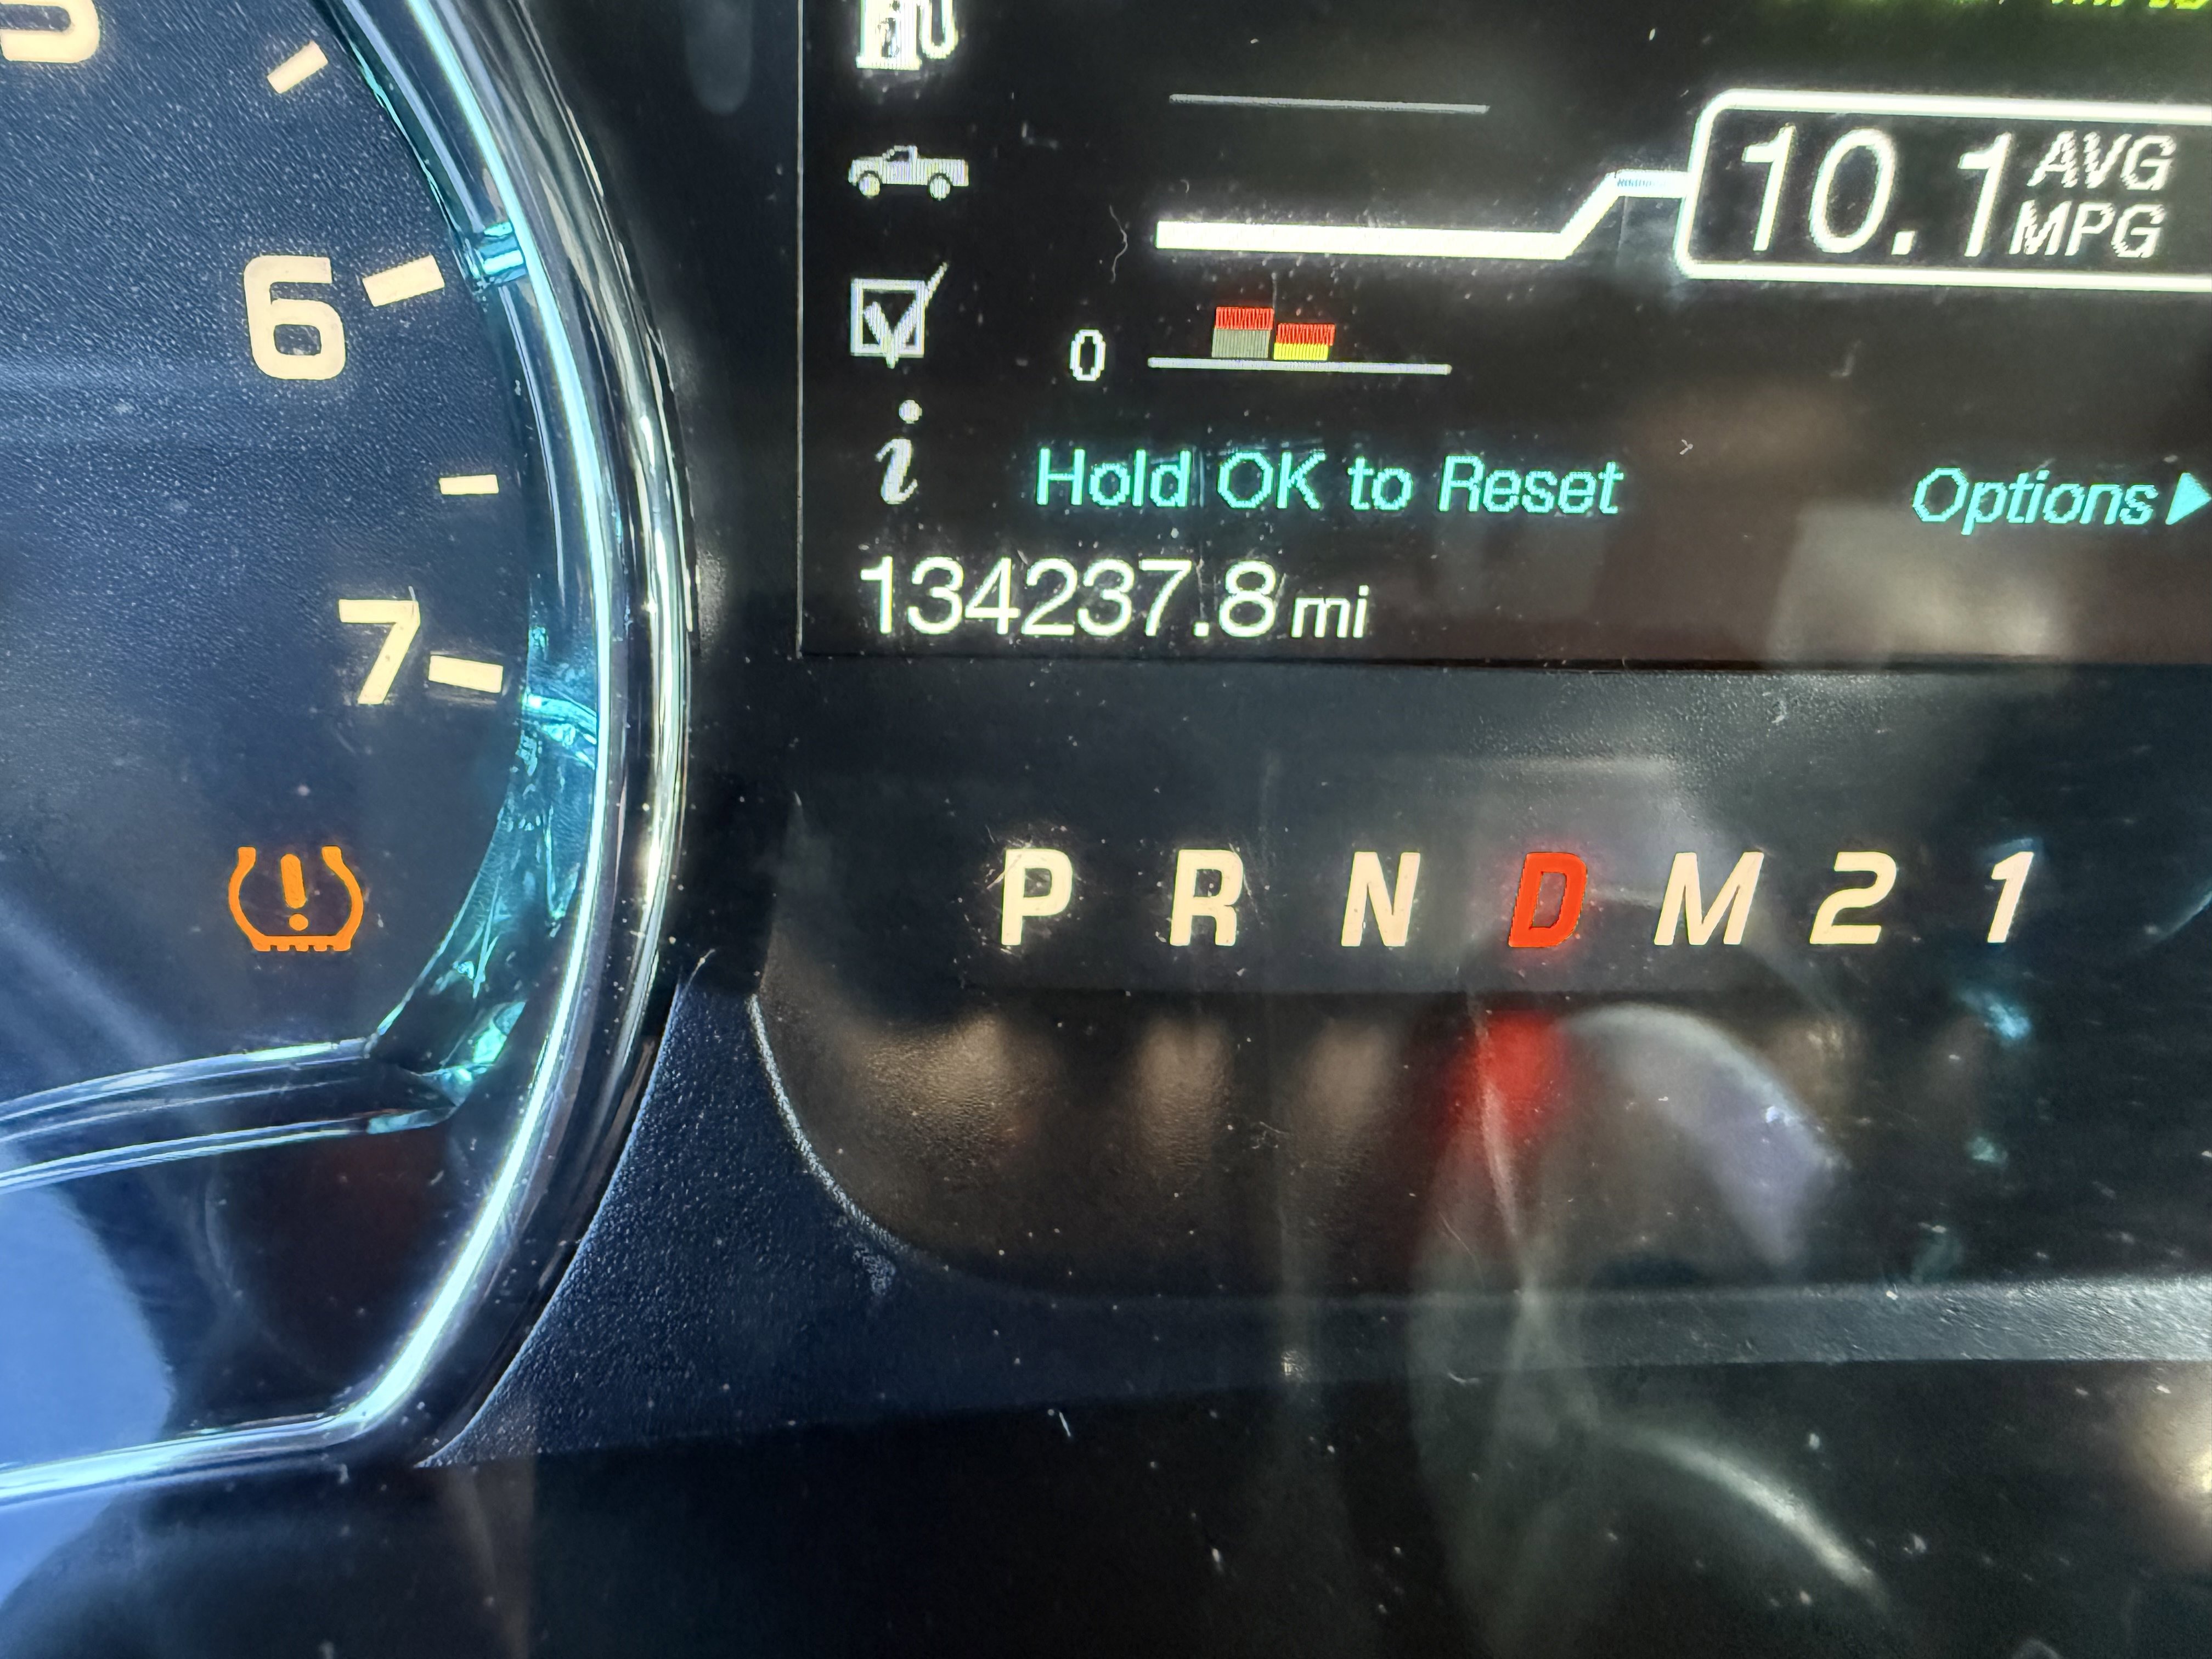 10.1 AVG
MPG
6
0
Hold OK to Reset
Options
134237.8 mi
7
P R N D M 2 1